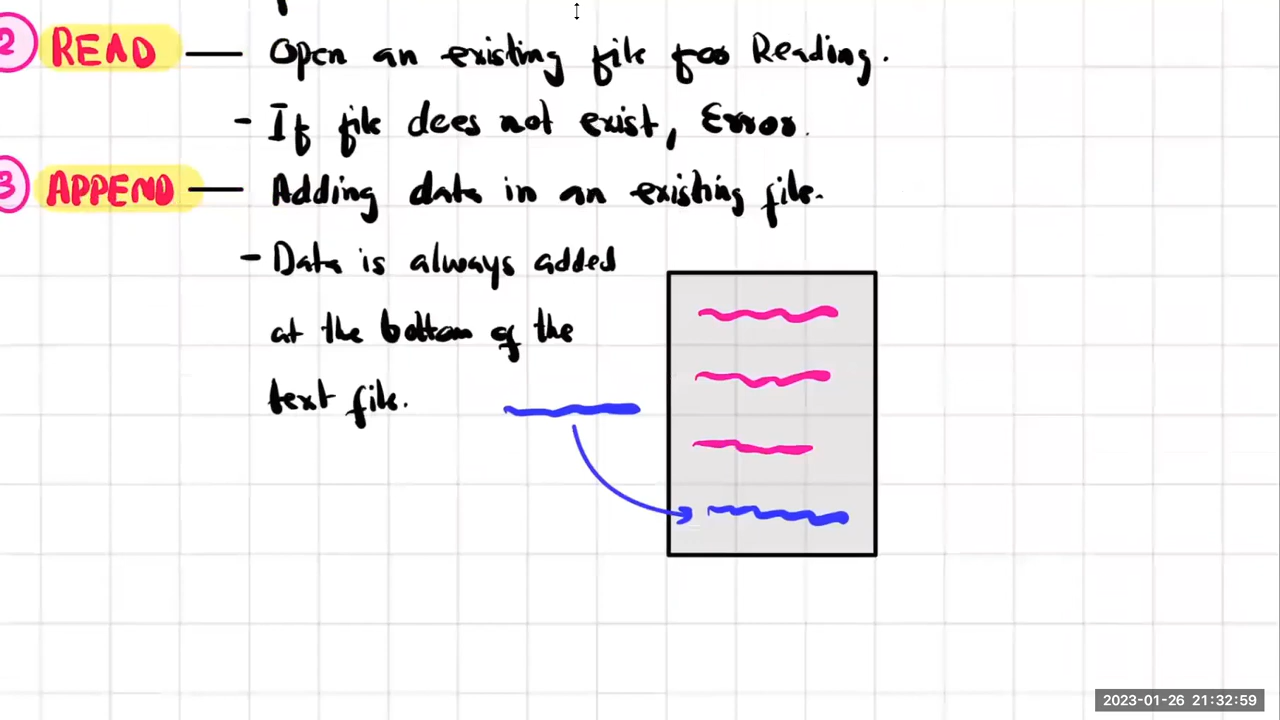 2 READ — Open an existing file for Reading.
- If file does not exist, Error.
3 APPEND — Adding data in an existing file.
- Data is always added
at the bottom of the
text file.
2023-01-26 21:32:59